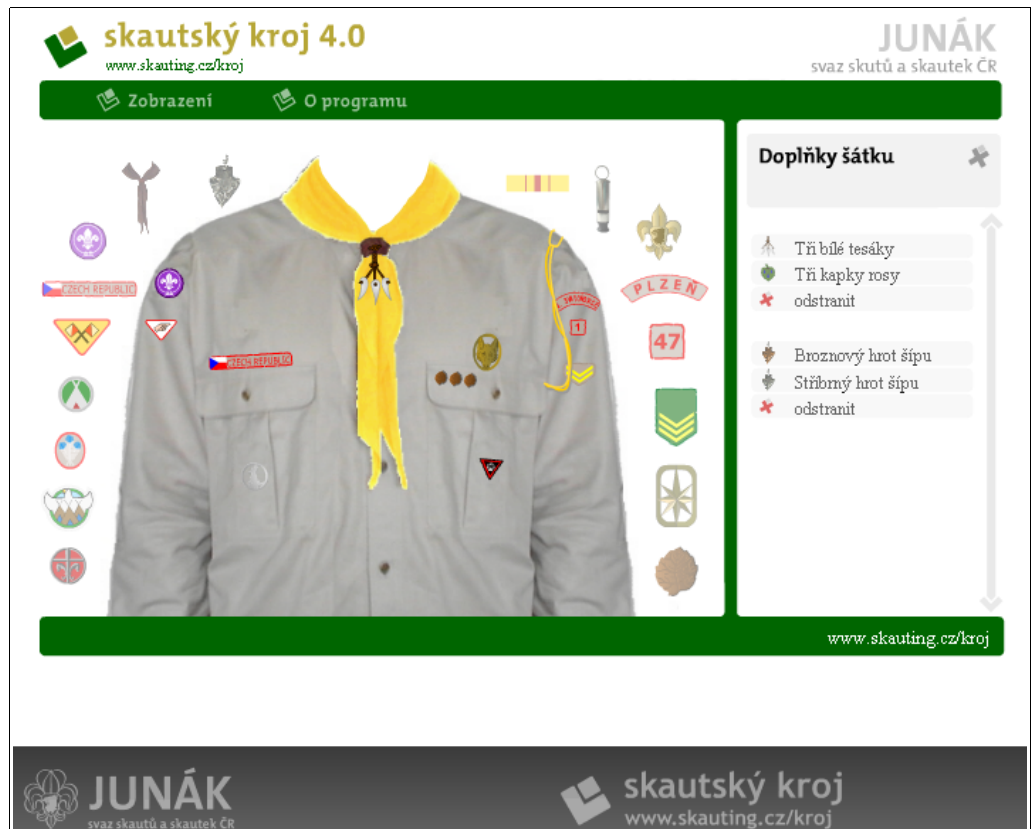 skautský kroj 4.0
www.skauting.cz/kroj
JUNÁK
svaz skutů a skautek ČR
Zobrazení
O programu
Doplňky šátku
Tři bílé tesáky
Tři kapky rosy
odstranit
Broznový hrot šípu
Stříbrný hrot šípu
odstranit
CZECH REPUBLIC
PLZEŇ
1
47
CZECH REPUBLIC
www.skauting.cz/kroj
JUNÁK
svaz skautů a skautek ČR
skautský kroj
www.skauting.cz/kroj